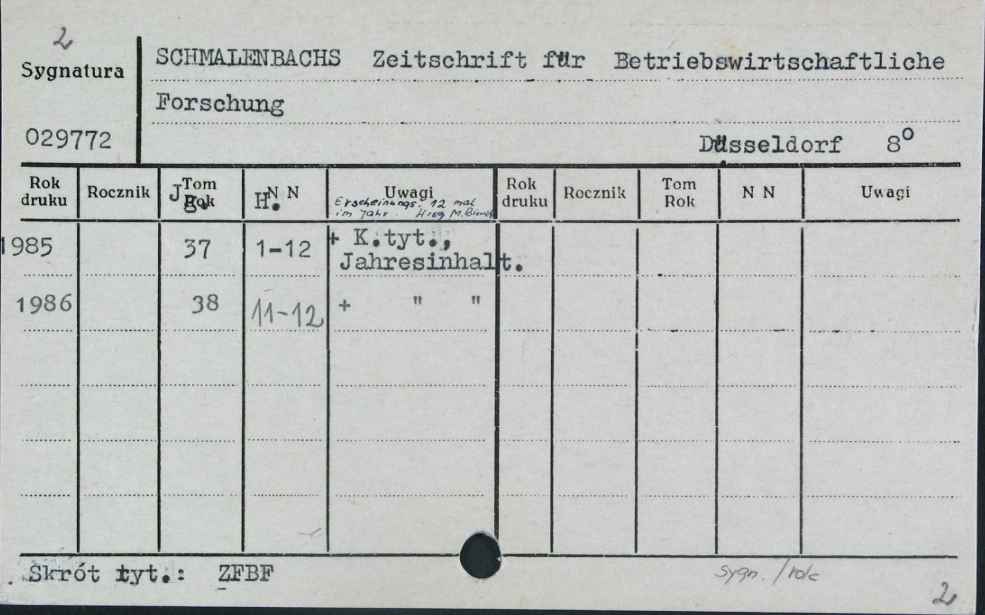 2
Sygnatura
SCHMALENBACHS Zeitschrift für Betriebswirtschaftliche
Forschung
029772
Düsseldorf 8°
Rok druku Rocznik Tom Rok Jg. N N H. Uwagi Rok druku Rocznik Tom Rok N N Uwagi
Erscheinungs. 12 mal
im Jahr Hrsg M.
1985 37 1-12 + K.tyt.,
Jahresinhalt.
1986 38 11-12 + " "
Skrót tyt.: ZFBF
sygn./rok
2